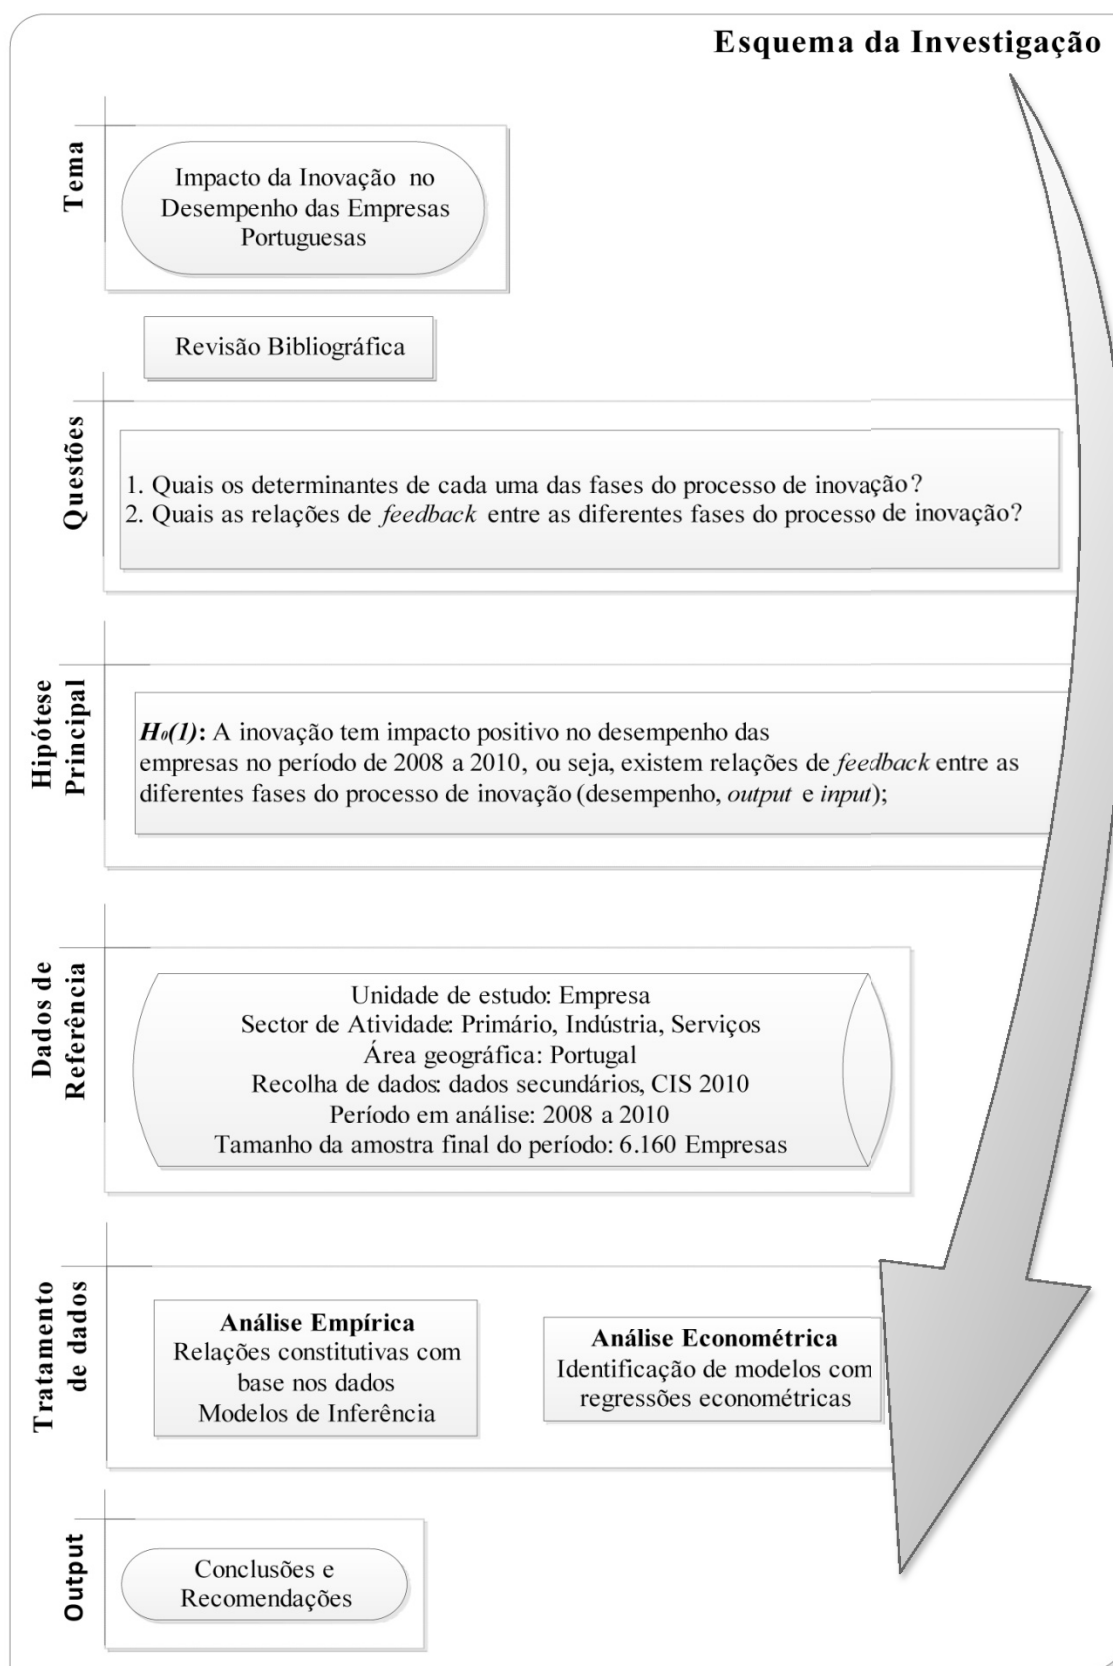 Esquema da Investigação
Tema
Impacto da Inovação no
Desempenho das Empresas
Portuguesas
Revisão Bibliográfica
Questões
1. Quais os determinantes de cada uma das fases do processo de inovação?
2. Quais as relações de feedback entre as diferentes fases do processo de inovação?
Hipótese
Principal
H0(1): A inovação tem impacto positivo no desempenho das
empresas no período de 2008 a 2010, ou seja, existem relações de feedback entre as
diferentes fases do processo de inovação (desempenho, output e input);
Dados de
Referência
Unidade de estudo: Empresa
Sector de Atividade: Primário, Indústria, Serviços
Área geográfica: Portugal
Recolha de dados: dados secundários, CIS 2010
Período em análise: 2008 a 2010
Tamanho da amostra final do período: 6.160 Empresas
Tratamento
de dados
Análise Empírica
Relações constitutivas com
base nos dados
Modelos de Inferência
Análise Econométrica
Identificação de modelos com
regressões econométricas
Output
Conclusões e
Recomendações